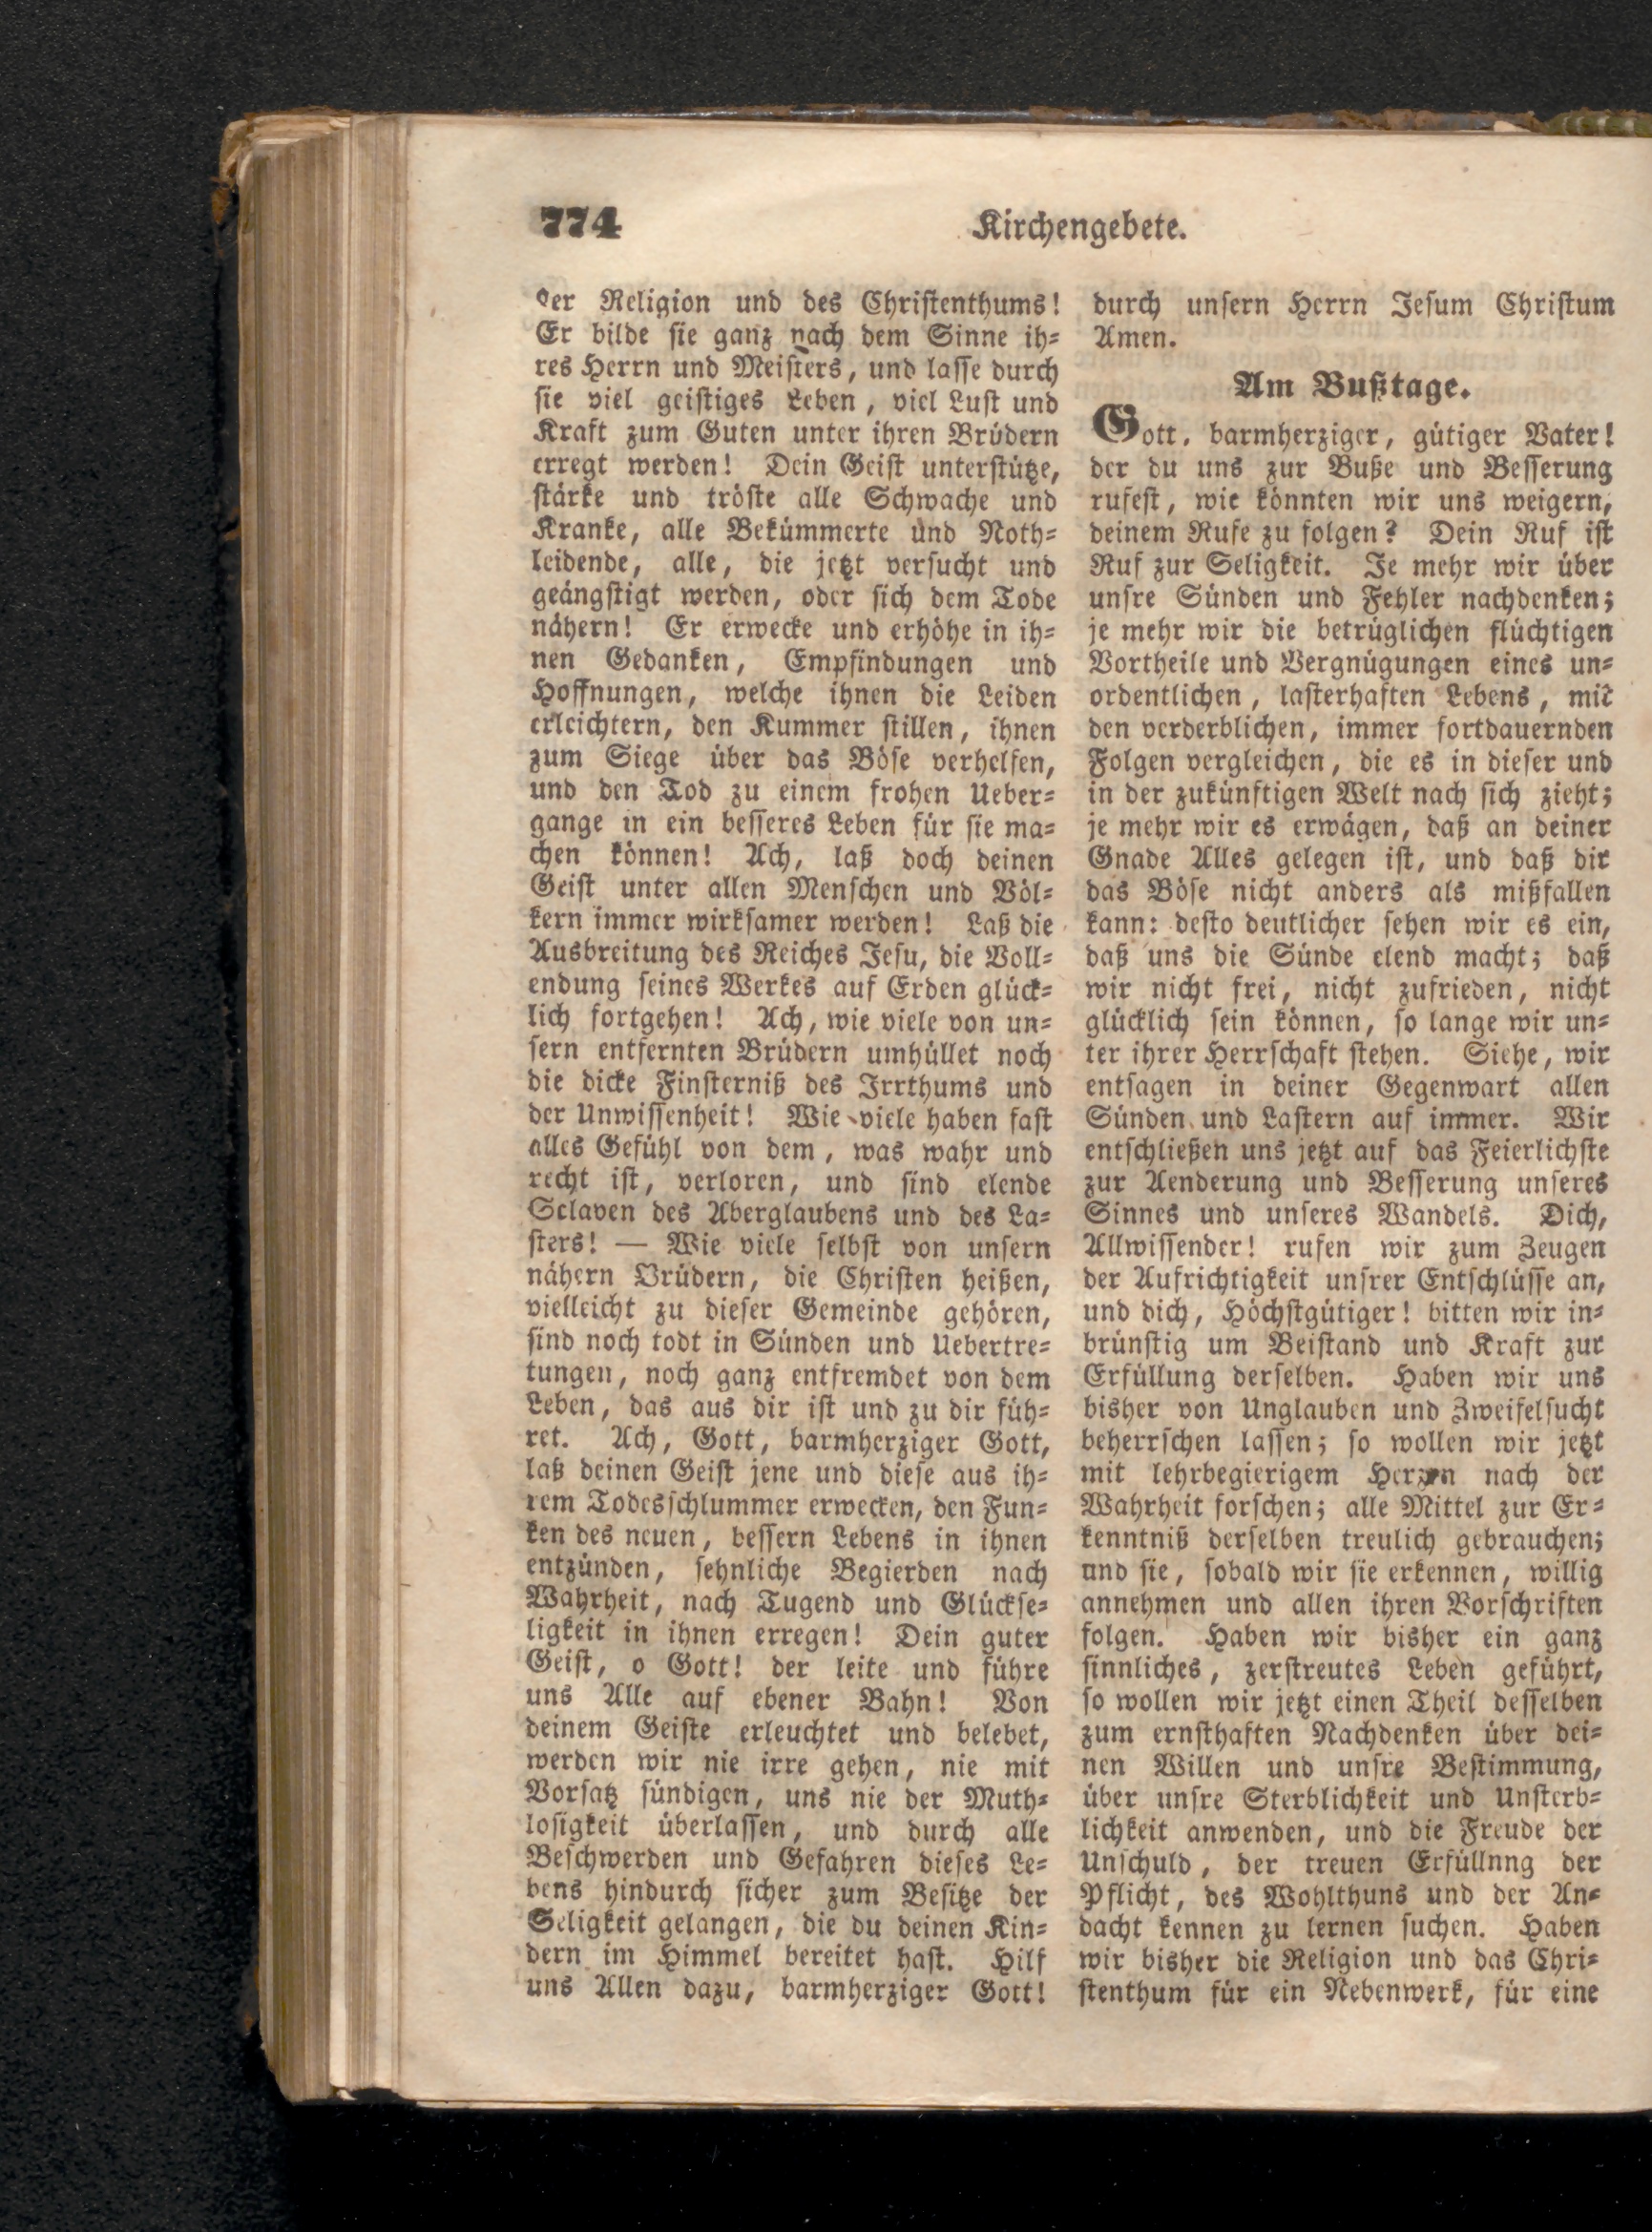 774
Kirchengebete.
der Religion und des Christenthums!
Er bilde sie ganz nach dem Sinne ih-
res Herrn und Meisters, und lasse durch
sie viel geistiges Leben, viel Lust und
Kraft zum Guten unter ihren Brüdern
erregt werden! Dein Geist unterstütze,
stärke und tröste alle Schwache und
Kranke, alle Bekümmerte und Noth-
leidende, alle, die jetzt versucht und
geängstigt werden, oder sich dem Tode
nähern! Er erwecke und erhöhe in ih-
nen Gedanken, Empfindungen und
Hoffnungen, welche ihnen die Leiden
erleichtern, den Kummer stillen, ihnen
zum Siege über das Böse verhelfen,
und den Tod zu einem frohen Ueber-
gange in ein besseres Leben für sie ma-
chen können! Ach, laß doch deinen
Geist unter allen Menschen und Völ-
kern immer wirksamer werden! Laß die
Ausbreitung des Reiches Jesu, die Voll-
endung seines Werkes auf Erden glück-
lich fortgehen! Ach, wie viele von un-
sern entfernten Brüdern umhüllet noch
die dicke Finsterniß des Irrthums und
der Unwissenheit! Wie viele haben fast
alles Gefühl von dem, was wahr und
recht ist, verloren, und sind elende
Sclaven des Aberglaubens und des La-
sters! — Wie viele selbst von unsern
nähern Brüdern, die Christen heißen,
vielleicht zu dieser Gemeinde gehören,
sind noch todt in Sünden und Uebertre-
tungen, noch ganz entfremdet von dem
Leben, das aus dir ist und zu dir füh-
ret. Ach, Gott, barmherziger Gott,
laß deinen Geist jene und diese aus ih-
rem Todesschlummer erwecken, den Fun-
ken des neuen, bessern Lebens in ihnen
entzünden, sehnliche Begierden nach
Wahrheit, nach Tugend und Glückse-
ligkeit in ihnen erregen! Dein guter
Geist, o Gott! der leite und führe
uns Alle auf ebener Bahn! Von
deinem Geiste erleuchtet und belebet,
werden wir nie irre gehen, nie mit
Vorsatz sündigen, uns nie der Muth-
losigkeit überlassen, und durch alle
Beschwerden und Gefahren dieses Le-
bens hindurch sicher zum Besitze der
Seligkeit gelangen, die du deinen Kin-
dern im Himmel bereitet hast. Hilf
uns Allen dazu, barmherziger Gott!
durch unsern Herrn Jesum Christum
Amen.
Am Bußtage.
Gott, barmherziger, gütiger Vater!
der du uns zur Buße und Besserung
rufest, wie könnten wir uns weigern,
deinem Rufe zu folgen? Dein Ruf ist
Ruf zur Seligkeit. Je mehr wir über
unsre Sünden und Fehler nachdenken;
je mehr wir die betrüglichen flüchtigen
Vortheile und Vergnügungen eines un-
ordentlichen, lasterhaften Lebens, mit
den verderblichen, immer fortdauernden
Folgen vergleichen, die es in dieser und
in der zukünftigen Welt nach sich zieht;
je mehr wir es erwägen, daß an deiner
Gnade Alles gelegen ist, und daß dir
das Böse nicht anders als mißfallen
kann: desto deutlicher sehen wir es ein,
daß uns die Sünde elend macht; daß
wir nicht frei, nicht zufrieden, nicht
glücklich sein können, so lange wir un-
ter ihrer Herrschaft stehen. Siehe, wir
entsagen in deiner Gegenwart allen
Sünden und Lastern auf immer. Wir
entschließen uns jetzt auf das Feierlichste
zur Aenderung und Besserung unseres
Sinnes und unseres Wandels. Dich,
Allwissender! rufen wir zum Zeugen
der Aufrichtigkeit unsrer Entschlüsse an,
und dich, Höchstgütiger! bitten wir in-
brünstig um Beistand und Kraft zur
Erfüllung derselben. Haben wir uns
bisher von Unglauben und Zweifelsucht
beherrschen lassen; so wollen wir jetzt
mit lehrbegierigem Herzen nach der
Wahrheit forschen; alle Mittel zur Er-
kenntniß derselben treulich gebrauchen;
und sie, sobald wir sie erkennen, willig
annehmen und allen ihren Vorschriften
folgen. Haben wir bisher ein ganz
sinnliches, zerstreutes Leben geführt,
so wollen wir jetzt einen Theil desselben
zum ernsthaften Nachdenken über dei-
nen Willen und unsre Bestimmung,
über unsre Sterblichkeit und Unsterb-
lichkeit anwenden, und die Freude der
Unschuld, der treuen Erfüllnng der
Pflicht, des Wohlthuns und der An-
dacht kennen zu lernen suchen. Haben
wir bisher die Religion und das Chri-
stenthum für ein Nebenwerk, für eine